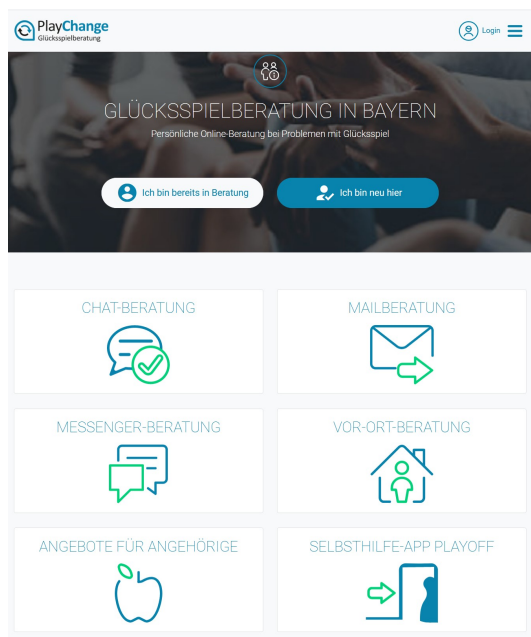 PlayChange
Glücksspielberatung
Login
GLÜCKSSPIELBERATUNG IN BAYERN
Persönliche Online-Beratung bei Problemen mit Glücksspiel
Ich bin bereits in Beratung
Ich bin neu hier
CHAT-BERATUNG
MAILBERATUNG
MESSENGER-BERATUNG
VOR-ORT-BERATUNG
ANGEBOTE FÜR ANGEHÖRIGE
SELBSTHILFE-APP PLAYOFF